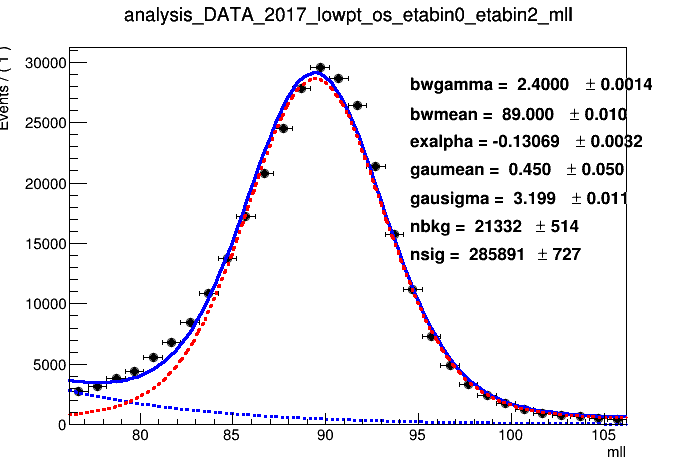 analysis_DATA_2017_lowpt_os_etabin0_etabin2_mll
Events / ( 1 )
30000
25000
20000
15000
10000
5000
0
bwgamma = 2.4000 ± 0.0014
bwmean = 89.000 ± 0.010
exalpha = -0.13069 ± 0.0032
gaumean = 0.450 ± 0.050
gausigma = 3.199 ± 0.011
nbkg = 21332 ± 514
nsig = 285891 ± 727
80 85 90 95 100 105
mll